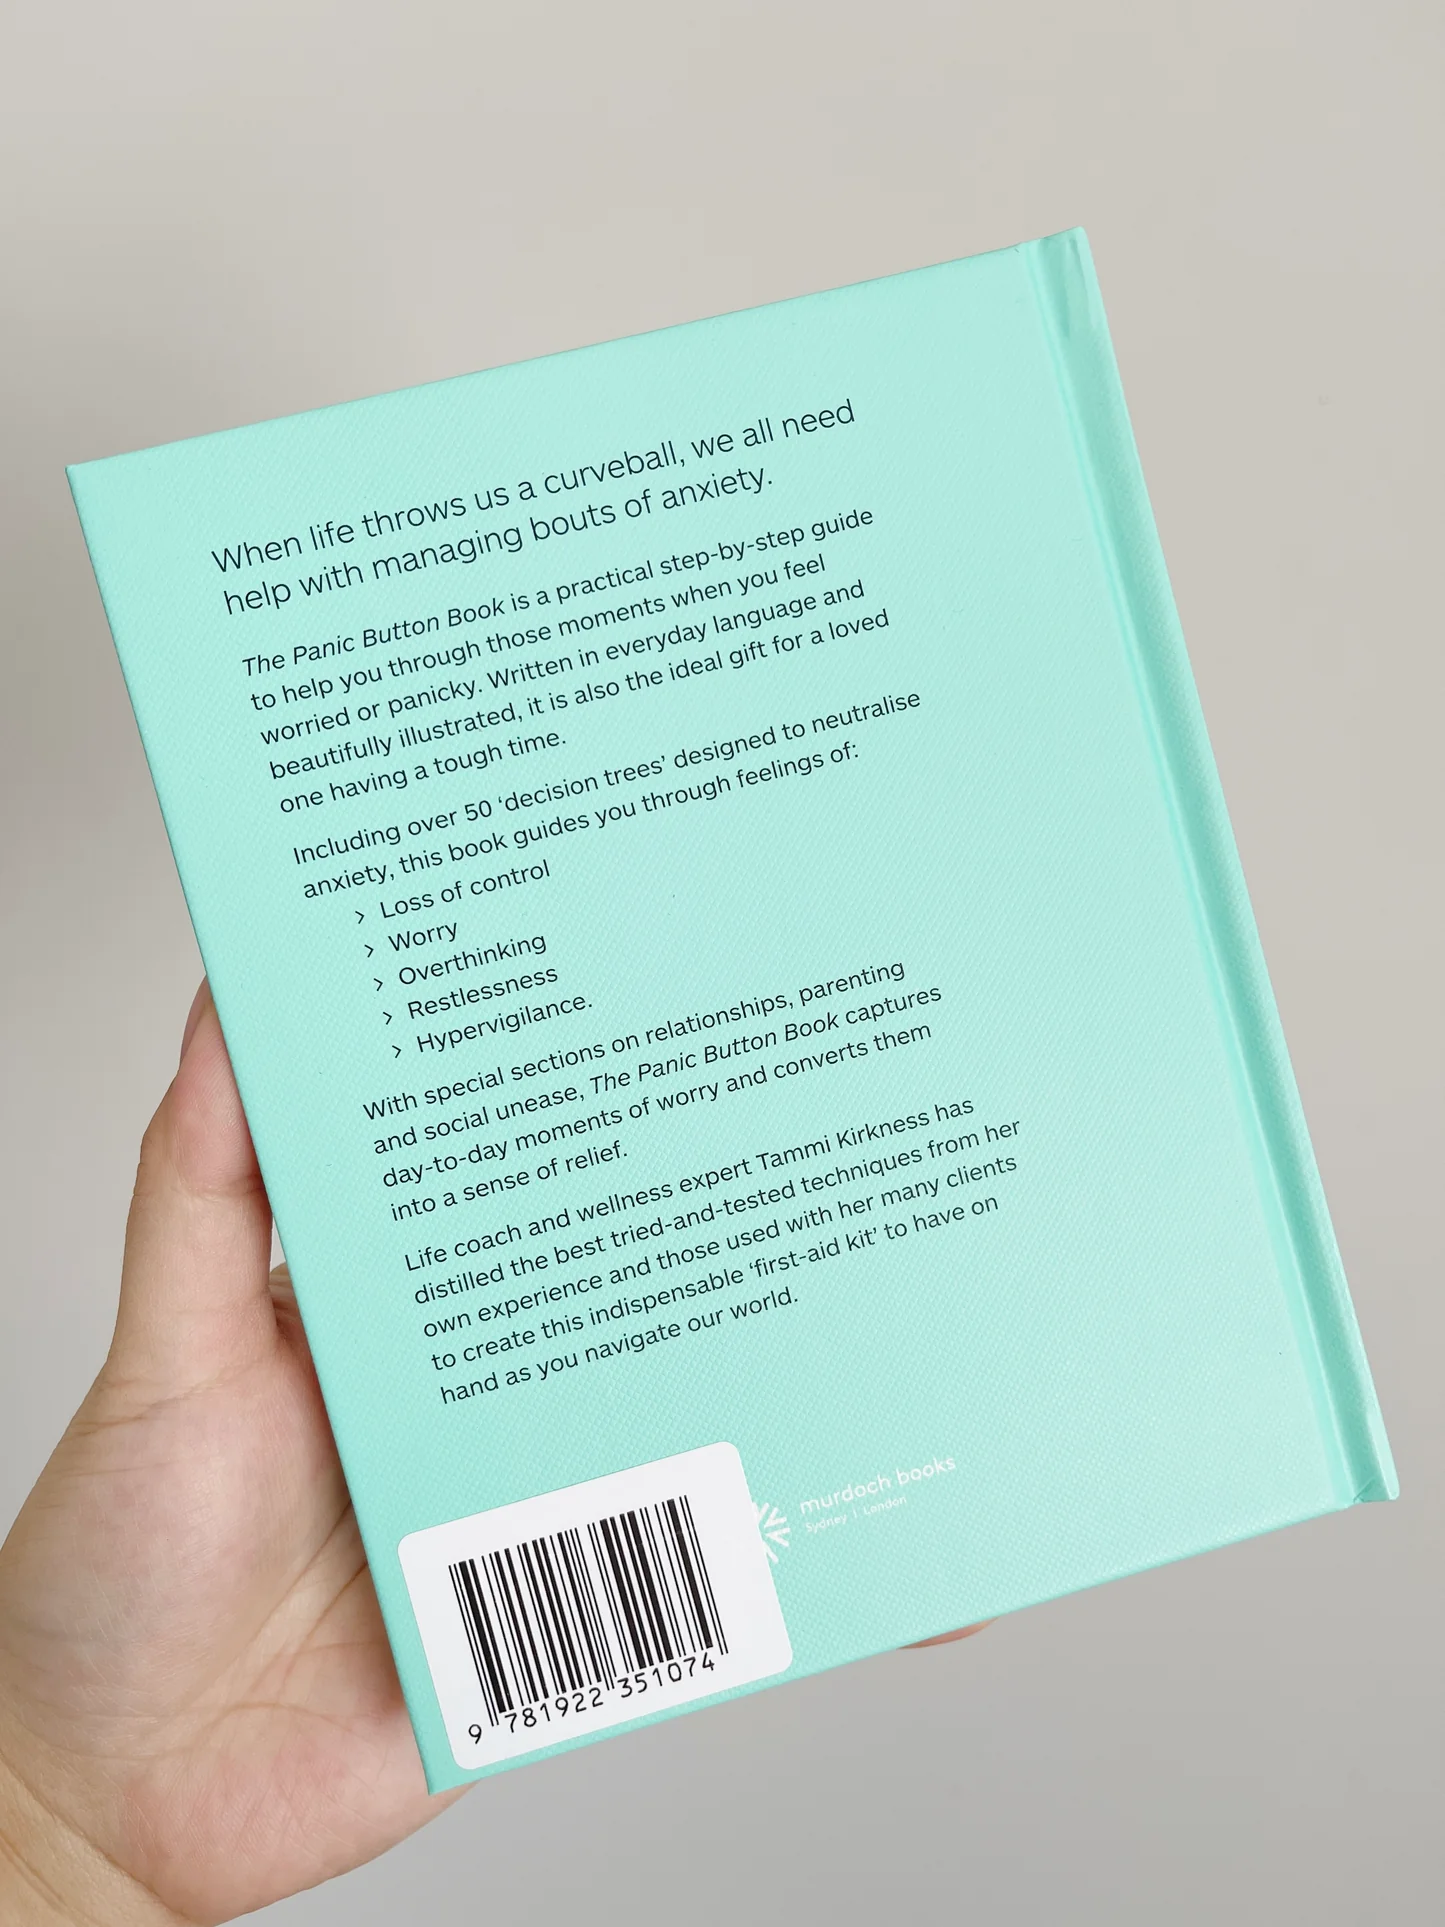 When life throws us a curveball, we all need
help with managing bouts of anxiety.
The Panic Button Book is a practical step-by-step guide
to help you through those moments when you feel
worried or panicky. Written in everyday language and
beautifully illustrated, it is also the ideal gift for a loved
one having a tough time.
Including over 50 ‘decision trees’ designed to neutralise
anxiety, this book guides you through feelings of:
› Loss of control
› Worry
› Overthinking
› Restlessness
› Hypervigilance.
With special sections on relationships, parenting
and social unease, The Panic Button Book captures
day-to-day moments of worry and converts them
into a sense of relief.
Life coach and wellness expert Tammi Kirkness has
distilled the best tried-and-tested techniques from her
own experience and those used with her many clients
to create this indispensable ‘first-aid kit’ to have on
hand as you navigate our world.
murdoch books
Sydney | London
9 781922 351074